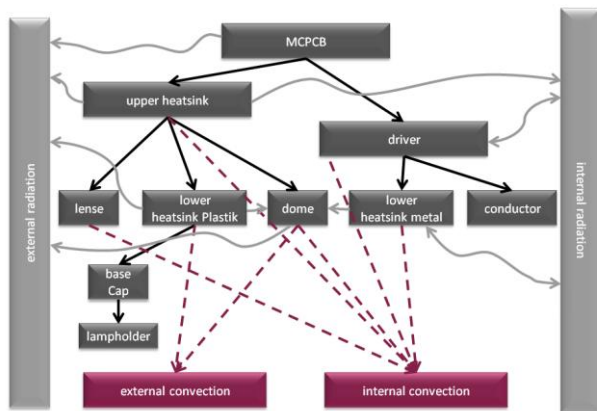 MCPCB
upper heatsink
driver
lense
lower
heatsink Plastik
dome
lower
heatsink metal
conductor
base
Cap
lampholder
external convection
internal convection
external radiation
internal radiation